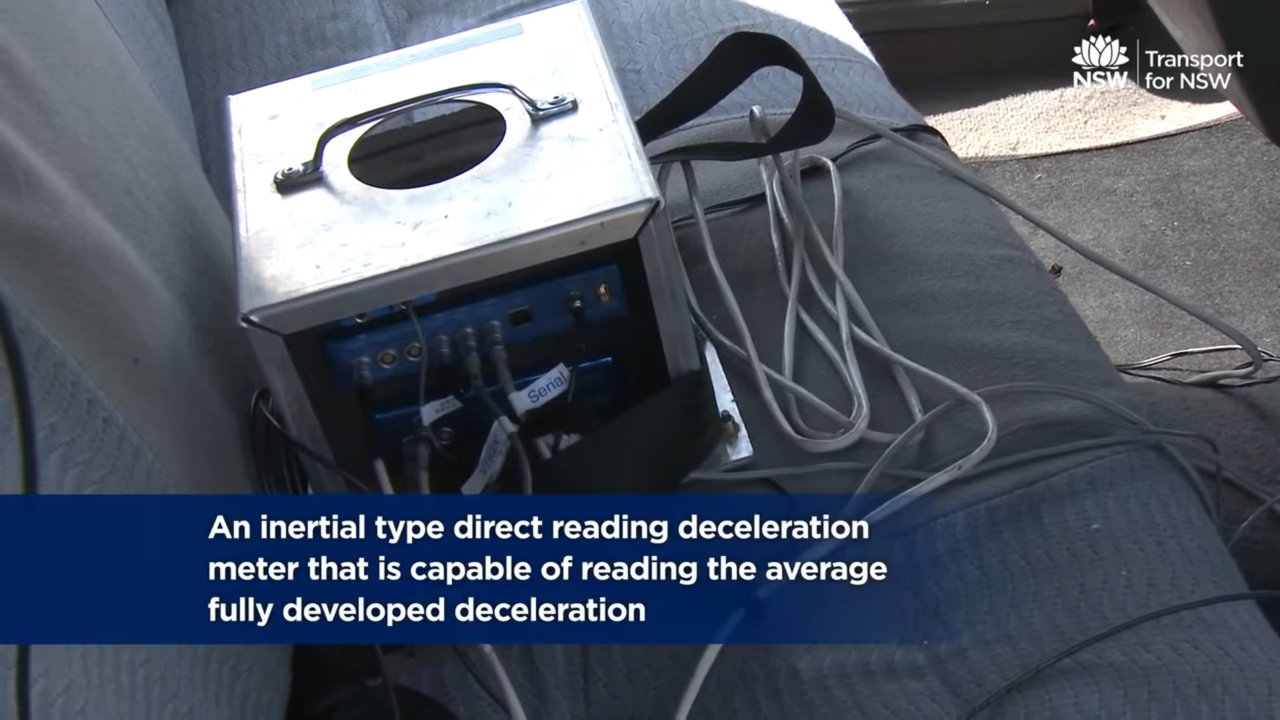 NSW
Transport
for NSW
Serial
An inertial type direct reading deceleration
meter that is capable of reading the average
fully developed deceleration